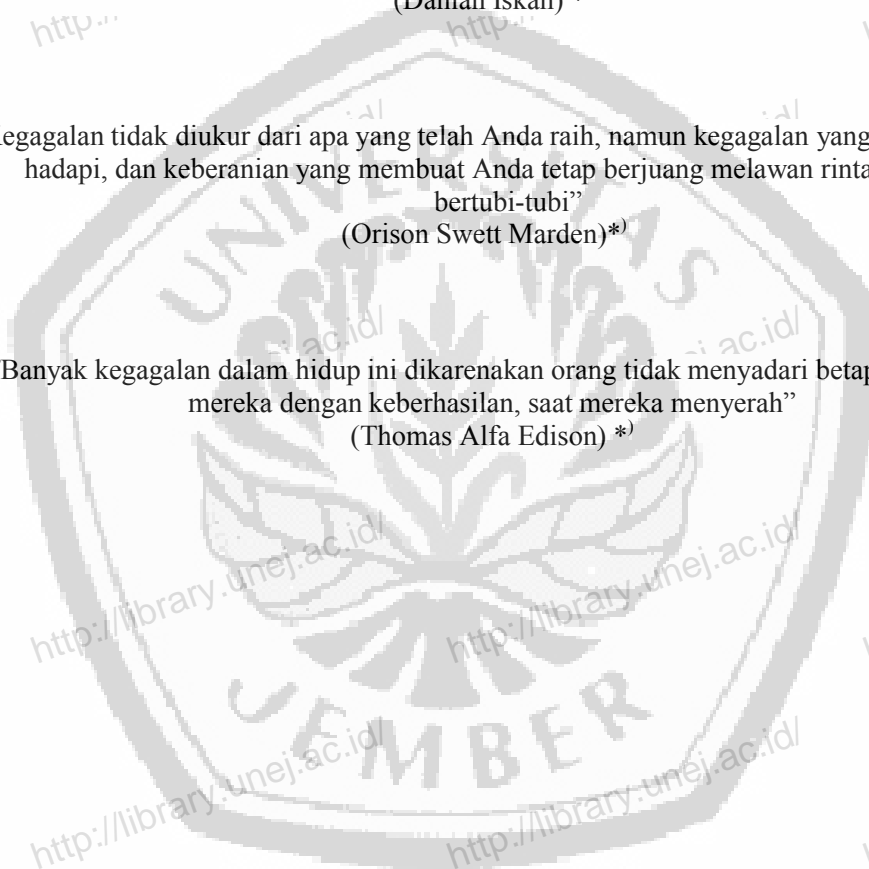 (Dahlan Iskan) *
egagalan tidak diukur dari apa yang telah Anda raih, namun kegagalan yang
hadapi, dan keberanian yang membuat Anda tetap berjuang melawan rinta
bertubi-tubi”
(Orison Swett Marden)*)
Banyak kegagalan dalam hidup ini dikarenakan orang tidak menyadari betap
mereka dengan keberhasilan, saat mereka menyerah”
(Thomas Alfa Edison) *)
UNIVERSITAS
JEMBER
http://library.unej.ac.id/
http://library.unej.ac.id/
http://library.unej.ac.id/
http://library.unej.ac.id/